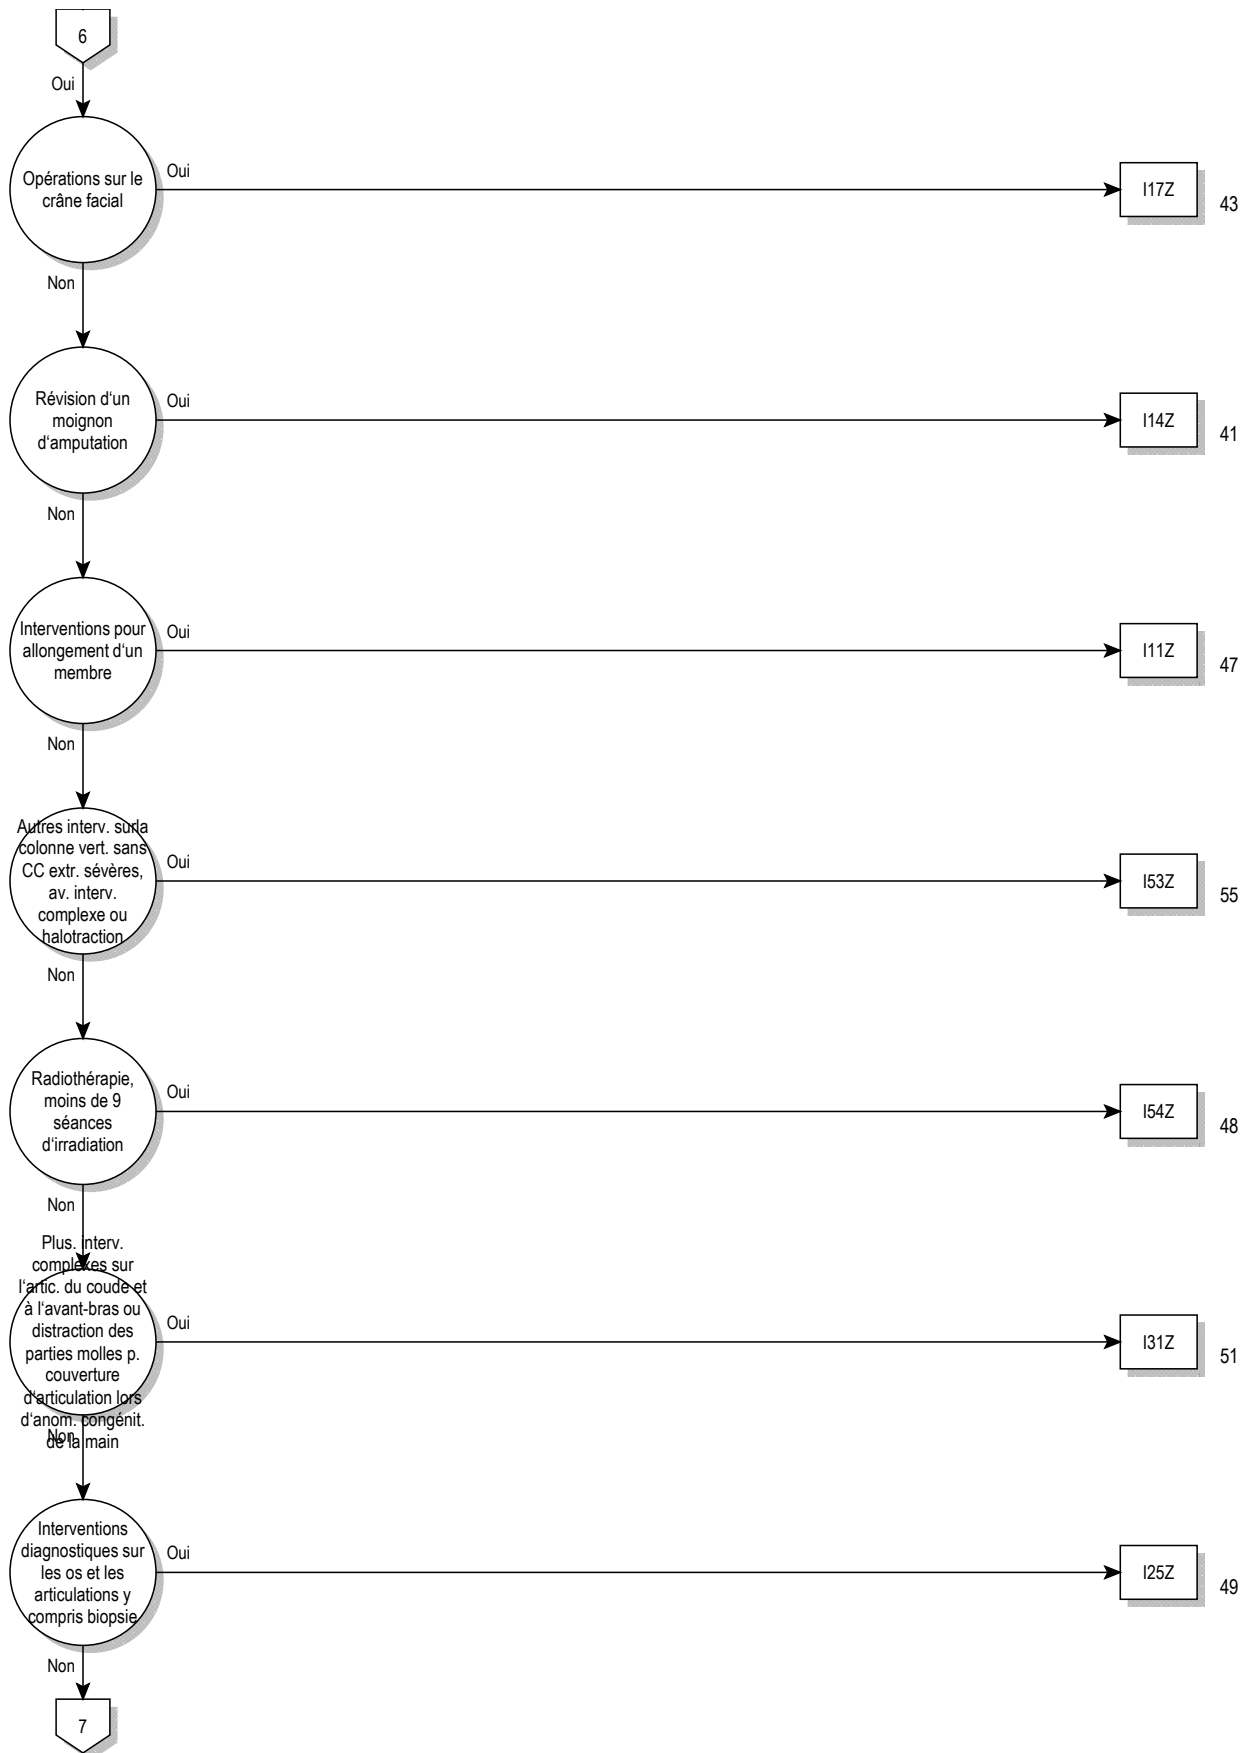 6
Oui
Opérations sur le
crâne facial
Oui
I17Z
43
Non
Révision d‘un
moignon
d‘amputation
Oui
I14Z
41
Non
Interventions pour
allongement d‘un
membre
Oui
I11Z
47
Non
Autres interv. surla
colonne vert. sans
CC extr. sévères,
av. interv.
complexe ou
halotraction
Oui
I53Z
55
Non
Radiothérapie,
moins de 9
séances
d‘irradiation
Oui
I54Z
48
Non
Plus. interv.
complexes sur
l‘artic. du coude et
à l‘avant-bras ou
distraction des
parties molles p.
couverture
d‘articulation lors
d‘anom. congénit.
de la main
Oui
I31Z
51
Non
Interventions
diagnostiques sur
les os et les
articulations y
compris biopsie
Oui
I25Z
49
Non
7